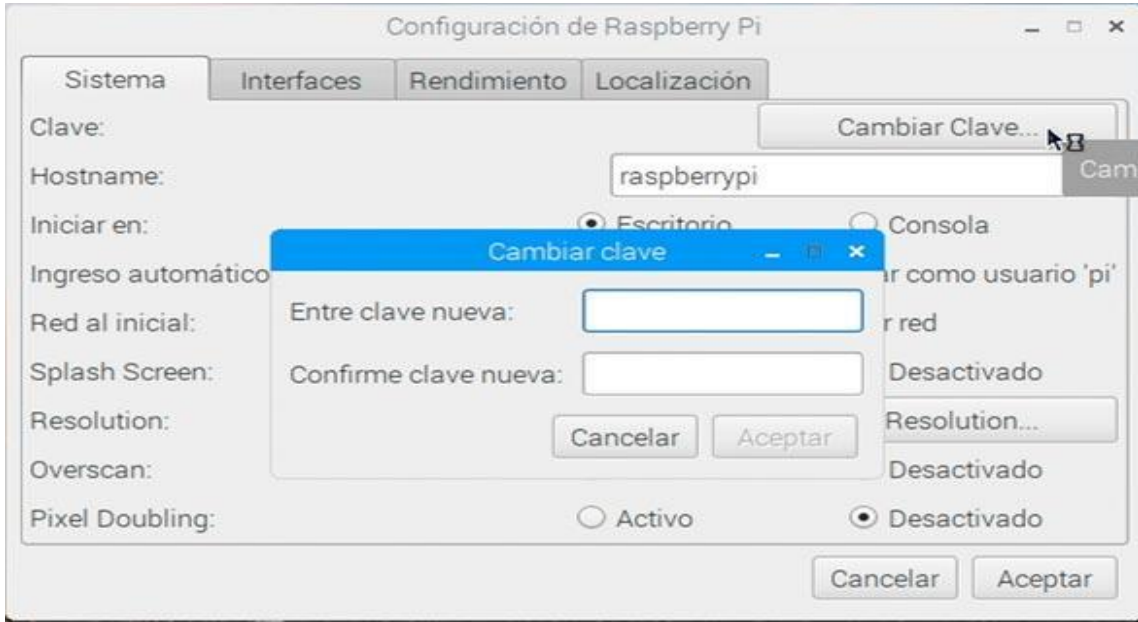 Configuración de Raspberry Pi
Sistema Interfaces Rendimiento Localización
Clave: Cambiar Clave...
Cam
Hostname: raspberrypi
Iniciar en: Escritorio Consola
Ingreso automático ar como usuario 'pi'
Red al inicial: r red
Splash Screen: Desactivado
Resolution: Resolution...
Overscan: Desactivado
Pixel Doubling: Activo Desactivado
Cancelar Aceptar
Cambiar clave
Entre clave nueva:
Confirme clave nueva:
Cancelar Aceptar